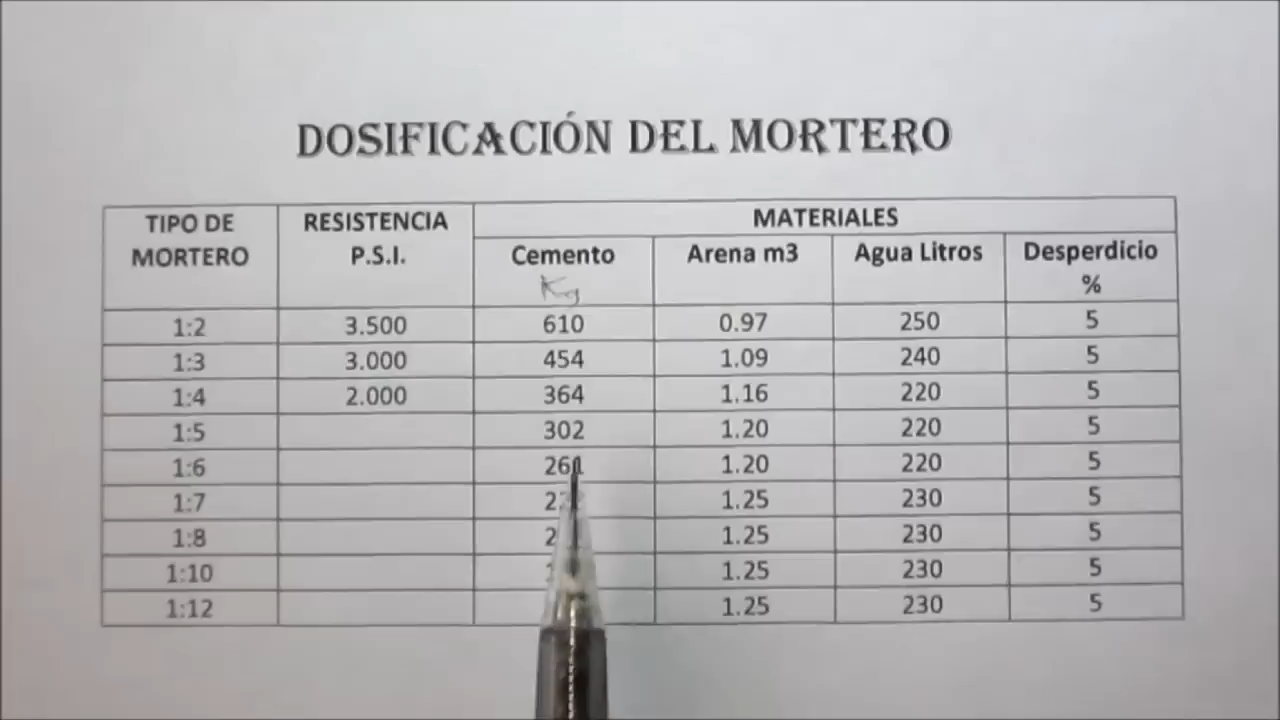 DOSIFICACIÓN DEL MORTERO
TIPO DE MORTERO RESISTENCIA P.S.I. MATERIALES
Cemento Kg Arena m3 Agua Litros Desperdicio %
1:2 3.500 610 0.97 250 5
1:3 3.000 454 1.09 240 5
1:4 2.000 364 1.16 220 5
1:5 302 1.20 220 5
1:6 261 1.20 220 5
1:7 1.25 230 5
1:8 1.25 230 5
1:10 1.25 230 5
1:12 1.25 230 5